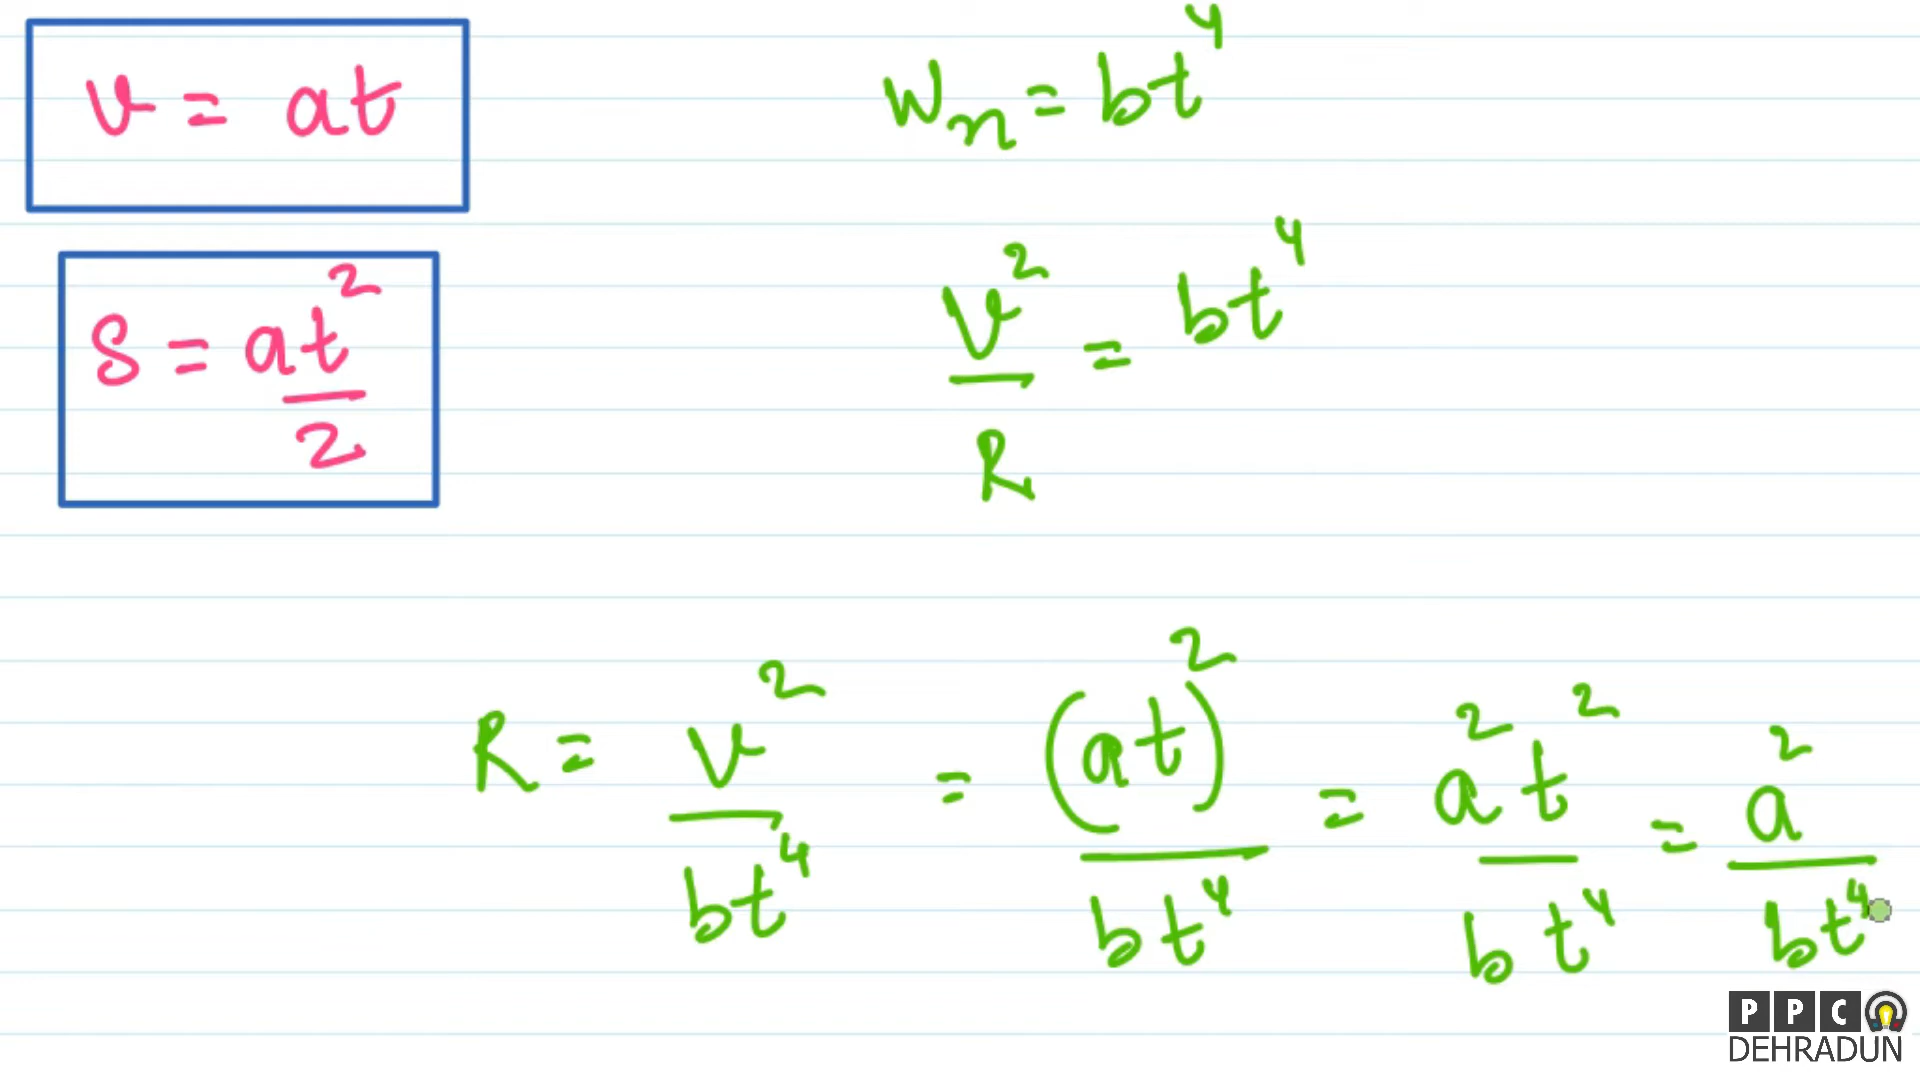 v = at
s = at²/2
Wn = bt⁴
v²/R = bt⁴
R = v²/bt⁴ = (at)²/bt⁴ = a²t²/bt⁴ = a²/bt⁴
PPC
DEHRADUN